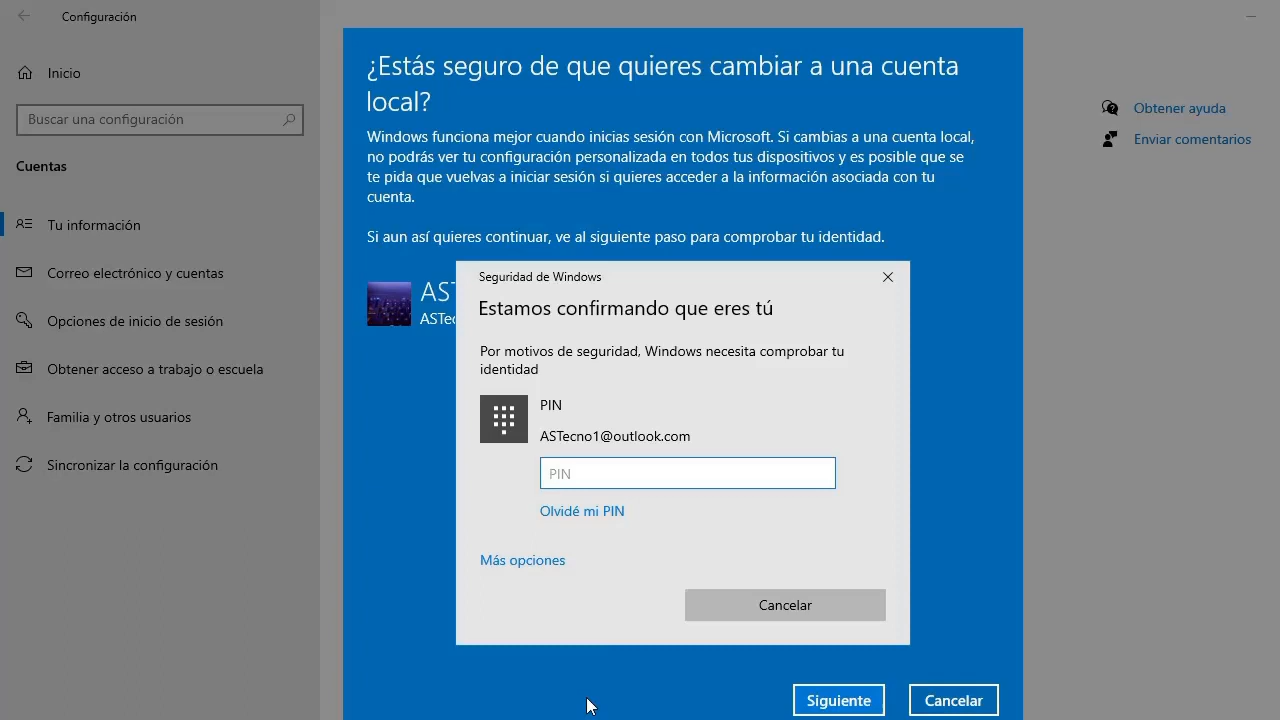 Configuración
Inicio
Buscar una configuración
Cuentas
Tu información
Correo electrónico y cuentas
Opciones de inicio de sesión
Obtener acceso a trabajo o escuela
Familia y otros usuarios
Sincronizar la configuración
¿Estás seguro de que quieres cambiar a una cuenta
local?
Windows funciona mejor cuando inicias sesión con Microsoft. Si cambias a una cuenta local,
no podrás ver tu configuración personalizada en todos tus dispositivos y es posible que se
te pida que vuelvas a iniciar sesión si quieres acceder a la información asociada con tu
cuenta.
Si aun así quieres continuar, ve al siguiente paso para comprobar tu identidad.
Seguridad de Windows
Estamos confirmando que eres tú
Por motivos de seguridad, Windows necesita comprobar tu
identidad
PIN
ASTecno1@outlook.com
PIN
Olvidé mi PIN
Más opciones
Cancelar
Siguiente
Cancelar
Obtener ayuda
Enviar comentarios